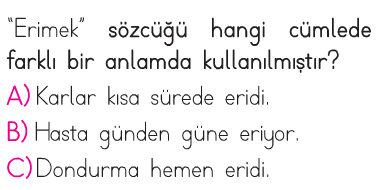 "Erimek" sözcüğü hangi cümlede
farklı bir anlamda kullanılmıştır?
A) Karlar kısa sürede eridi.
B) Hasta günden güne eriyor.
C) Dondurma hemen eridi.